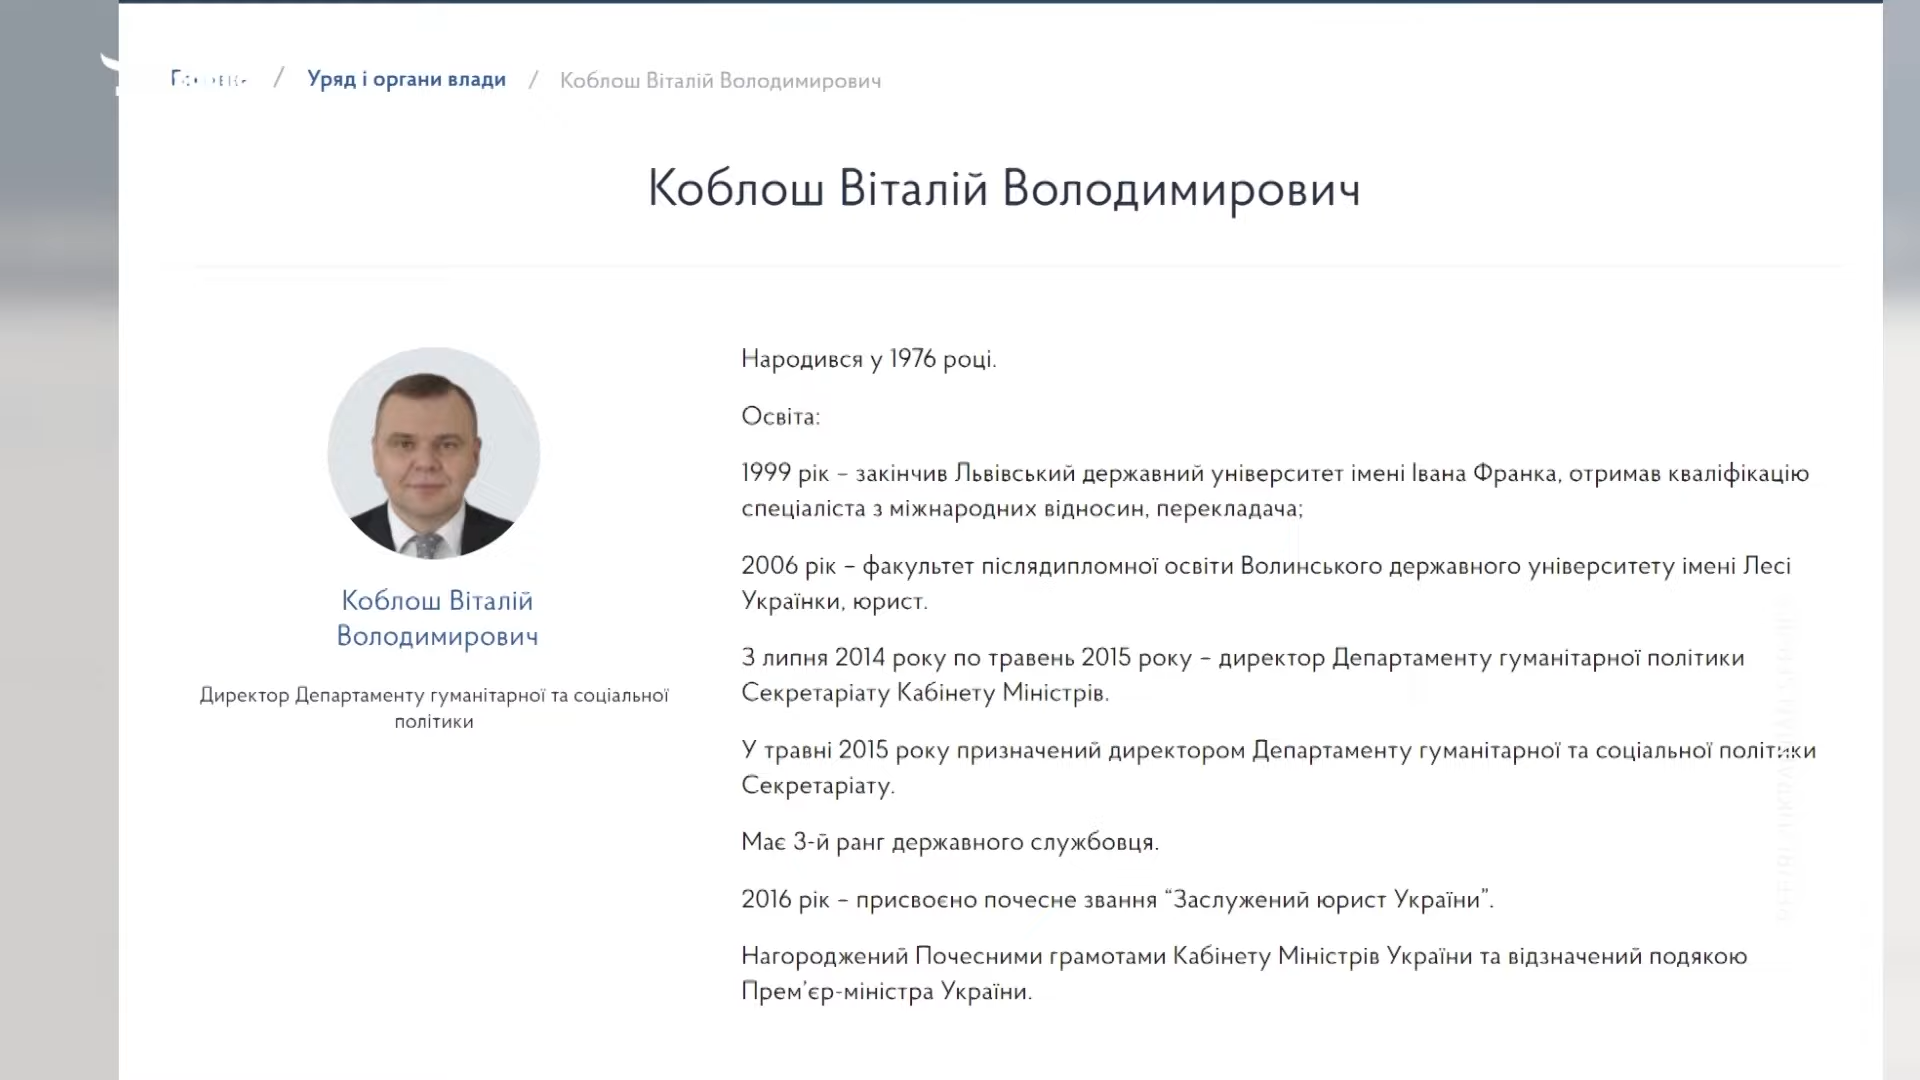 / Уряд і органи влади / Коблош Віталій Володимирович
Коблош Віталій Володимирович
Коблош Віталій
Володимирович
Директор Департаменту гуманітарної та соціальної
політики
Народився у 1976 році.
Освіта:
1999 рік – закінчив Львівський державний університет імені Івана Франка, отримав кваліфікацію
спеціаліста з міжнародних відносин, перекладача;
2006 рік – факультет післядипломної освіти Волинського державного університету імені Лесі
Українки, юрист.
З липня 2014 року по травень 2015 року – директор Департаменту гуманітарної політики
Секретаріату Кабінету Міністрів.
У травні 2015 року призначений директором Департаменту гуманітарної та соціальної політики
Секретаріату.
Має 3-й ранг державного службовця.
2016 рік – присвоєно почесне звання “Заслужений юрист України”.
Нагороджений Почесними грамотами Кабінету Міністрів України та відзначений подякою
Прем’єр-міністра України.